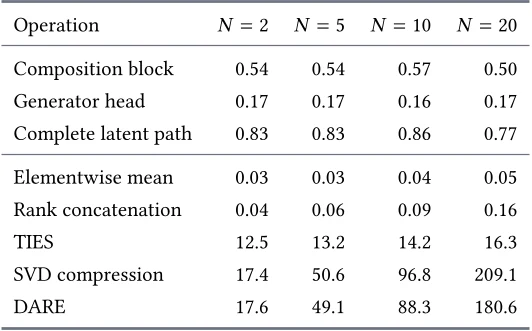 Operation N = 2 N = 5 N = 10 N = 20
Composition block 0.54 0.54 0.57 0.50
Generator head 0.17 0.17 0.16 0.17
Complete latent path 0.83 0.83 0.86 0.77
Elementwise mean 0.03 0.03 0.04 0.05
Rank concatenation 0.04 0.06 0.09 0.16
TIES 12.5 13.2 14.2 16.3
SVD compression 17.4 50.6 96.8 209.1
DARE 17.6 49.1 88.3 180.6